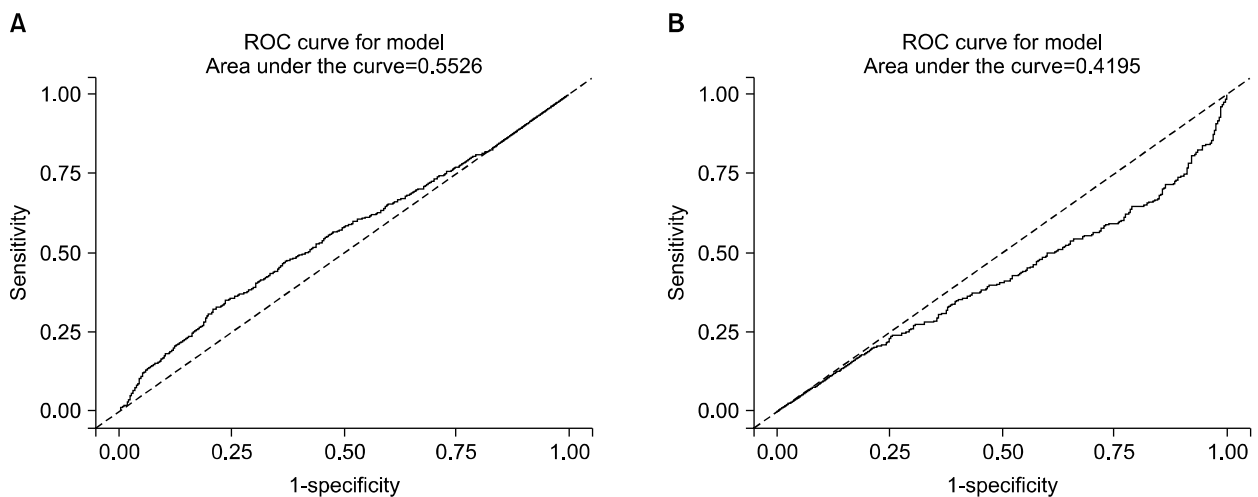 A
ROC curve for model
Area under the curve=0.5526
1.00
0.75
0.50
0.25
0.00
Sensitivity
0.00 0.25 0.50 0.75 1.00
1-specificity
B
ROC curve for model
Area under the curve=0.4195
1.00
0.75
0.50
0.25
0.00
Sensitivity
0.00 0.25 0.50 0.75 1.00
1-specificity